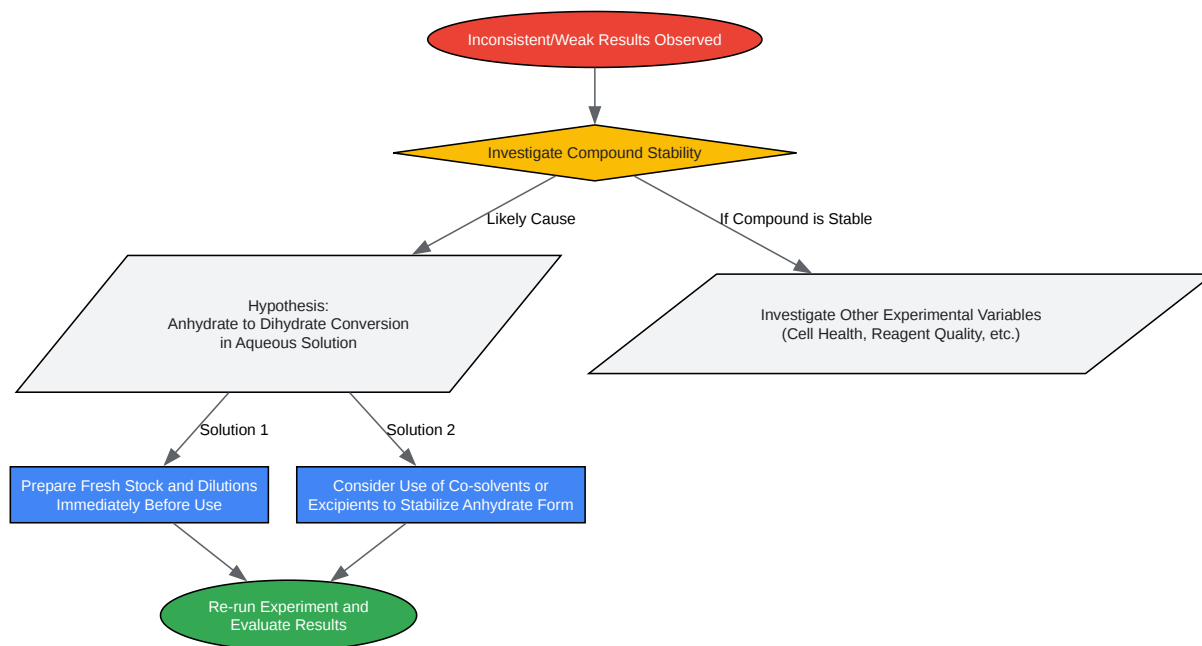 Inconsistent/Weak Results Observed
Investigate Compound Stability
Likely Cause
If Compound is Stable
Hypothesis:
Anhydrate to Dihydrate Conversion
in Aqueous Solution
Investigate Other Experimental Variables
(Cell Health, Reagent Quality, etc.)
Solution 1
Solution 2
Prepare Fresh Stock and Dilutions
Immediately Before Use
Consider Use of Co-solvents or
Excipients to Stabilize Anhydrate Form
Re-run Experiment and
Evaluate Results